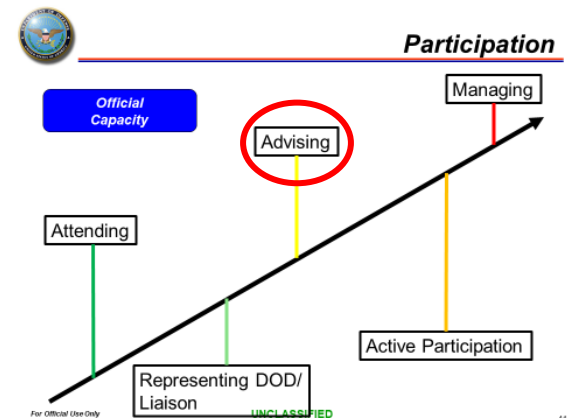 Participation
Official
Capacity
Managing
Advising
Attending
Active Participation
Representing DOD/
Liaison
For Official Use Only
UNCLASSIFIED